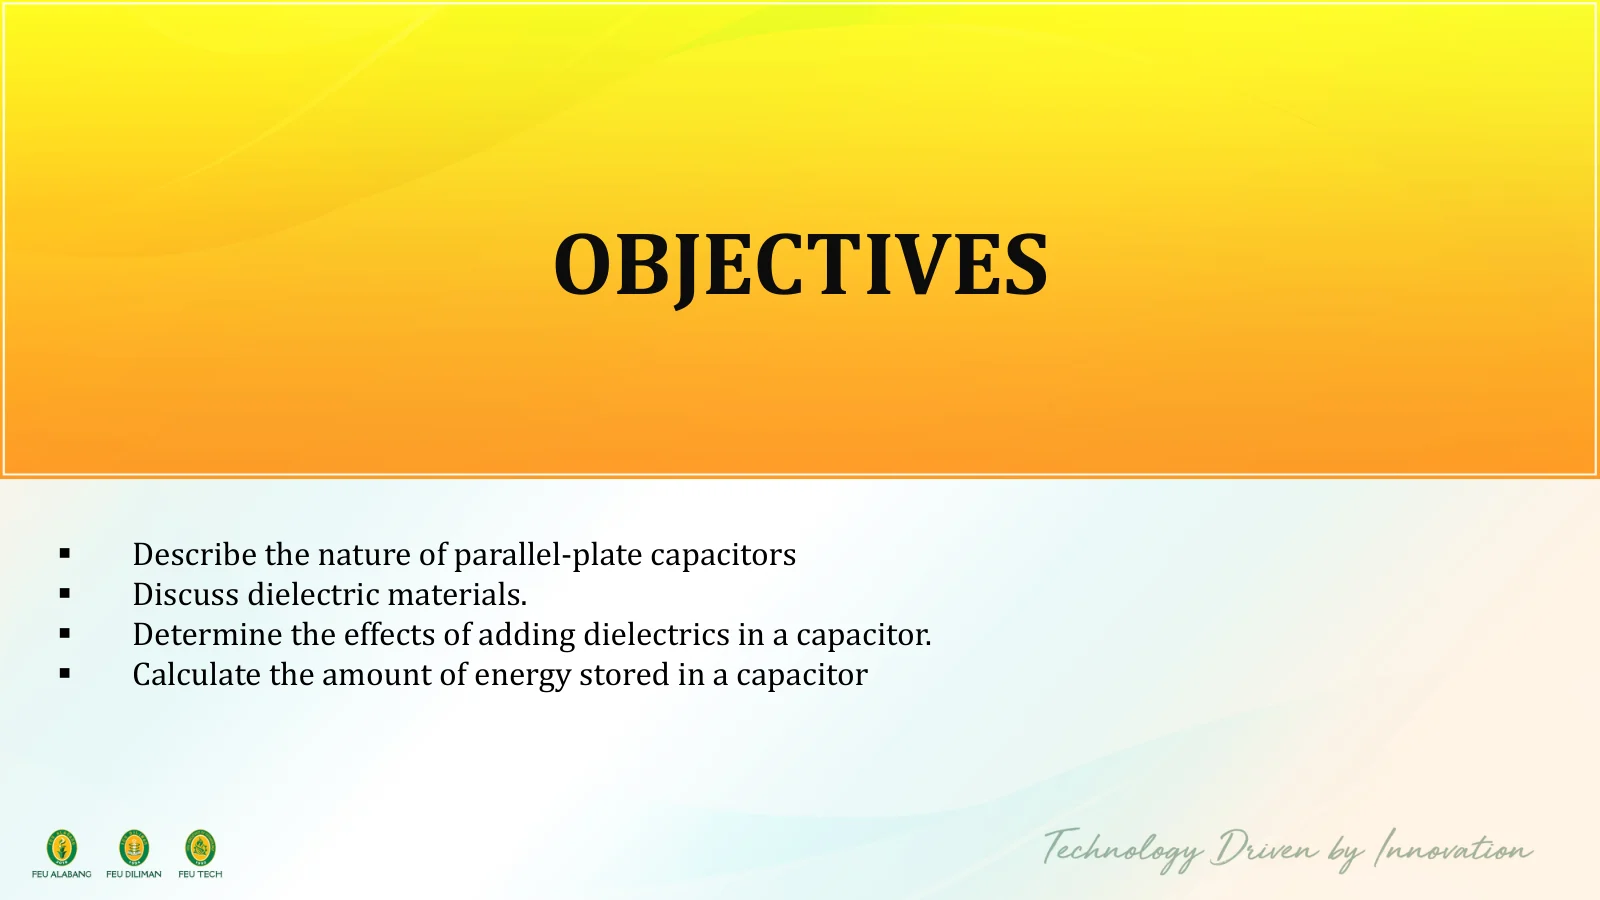 OBJECTIVES
▪ Describe the nature of parallel-plate capacitors
▪ Discuss dielectric materials.
▪ Determine the effects of adding dielectrics in a capacitor.
▪ Calculate the amount of energy stored in a capacitor
FEU ALABANG FEU DILIMAN FEU TECH
Technology Driven by Innovation